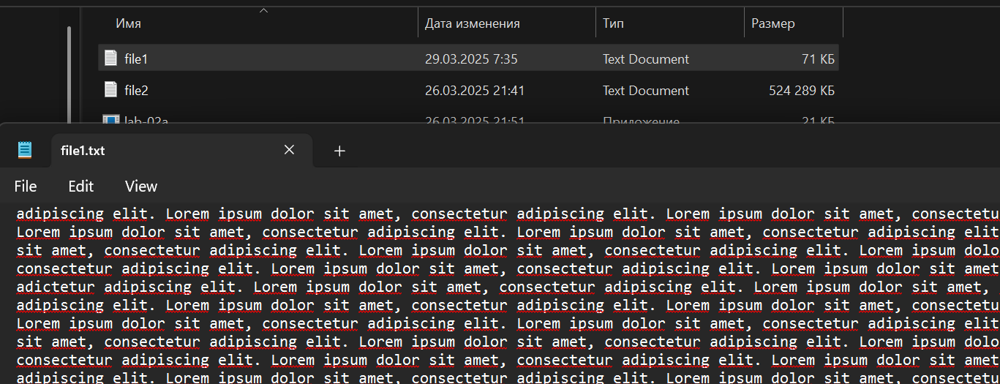 Имя Дата изменения Тип Размер
file1 29.03.2025 7:35 Text Document 71 КБ
file2 26.03.2025 21:41 Text Document 524 289 КБ
lab-02a 26.03.2025 21:51 Приложение 21 КБ
file1.txt
File Edit View
adipiscing elit. Lorem ipsum dolor sit amet, consectetur adipiscing elit. Lorem ipsum dolor sit amet, consectetu
Lorem ipsum dolor sit amet, consectetur adipiscing elit. Lorem ipsum dolor sit amet, consectetur adipiscing elit
sit amet, consectetur adipiscing elit. Lorem ipsum dolor sit amet, consectetur adipiscing elit. Lorem ipsum dolo
consectetur adipiscing elit. Lorem ipsum dolor sit amet, consectetur adipiscing elit. Lorem ipsum dolor sit amet
adictetur adipiscing elit. Lorem ipsum dolor sit amet, consectetur adipiscing elit. Lorem ipsum dolor sit amet,
adipiscing elit. Lorem ipsum dolor sit amet, consectetur adipiscing elit. Lorem ipsum dolor sit amet, consectetu
Lorem ipsum dolor sit amet, consectetur adipiscing elit. Lorem ipsum dolor sit amet, consectetur adipiscing elit
sit amet, consectetur adipiscing elit. Lorem ipsum dolor sit amet, consectetur adipiscing elit. Lorem ipsum dolo
consectetur adipiscing elit. Lorem ipsum dolor sit amet, consectetur adipiscing elit. Lorem ipsum dolor sit amet
adipiscing elit. Lorem ipsum dolor sit amet, consectetur adipiscing elit. Lorem ipsum dolor sit amet, consectetu